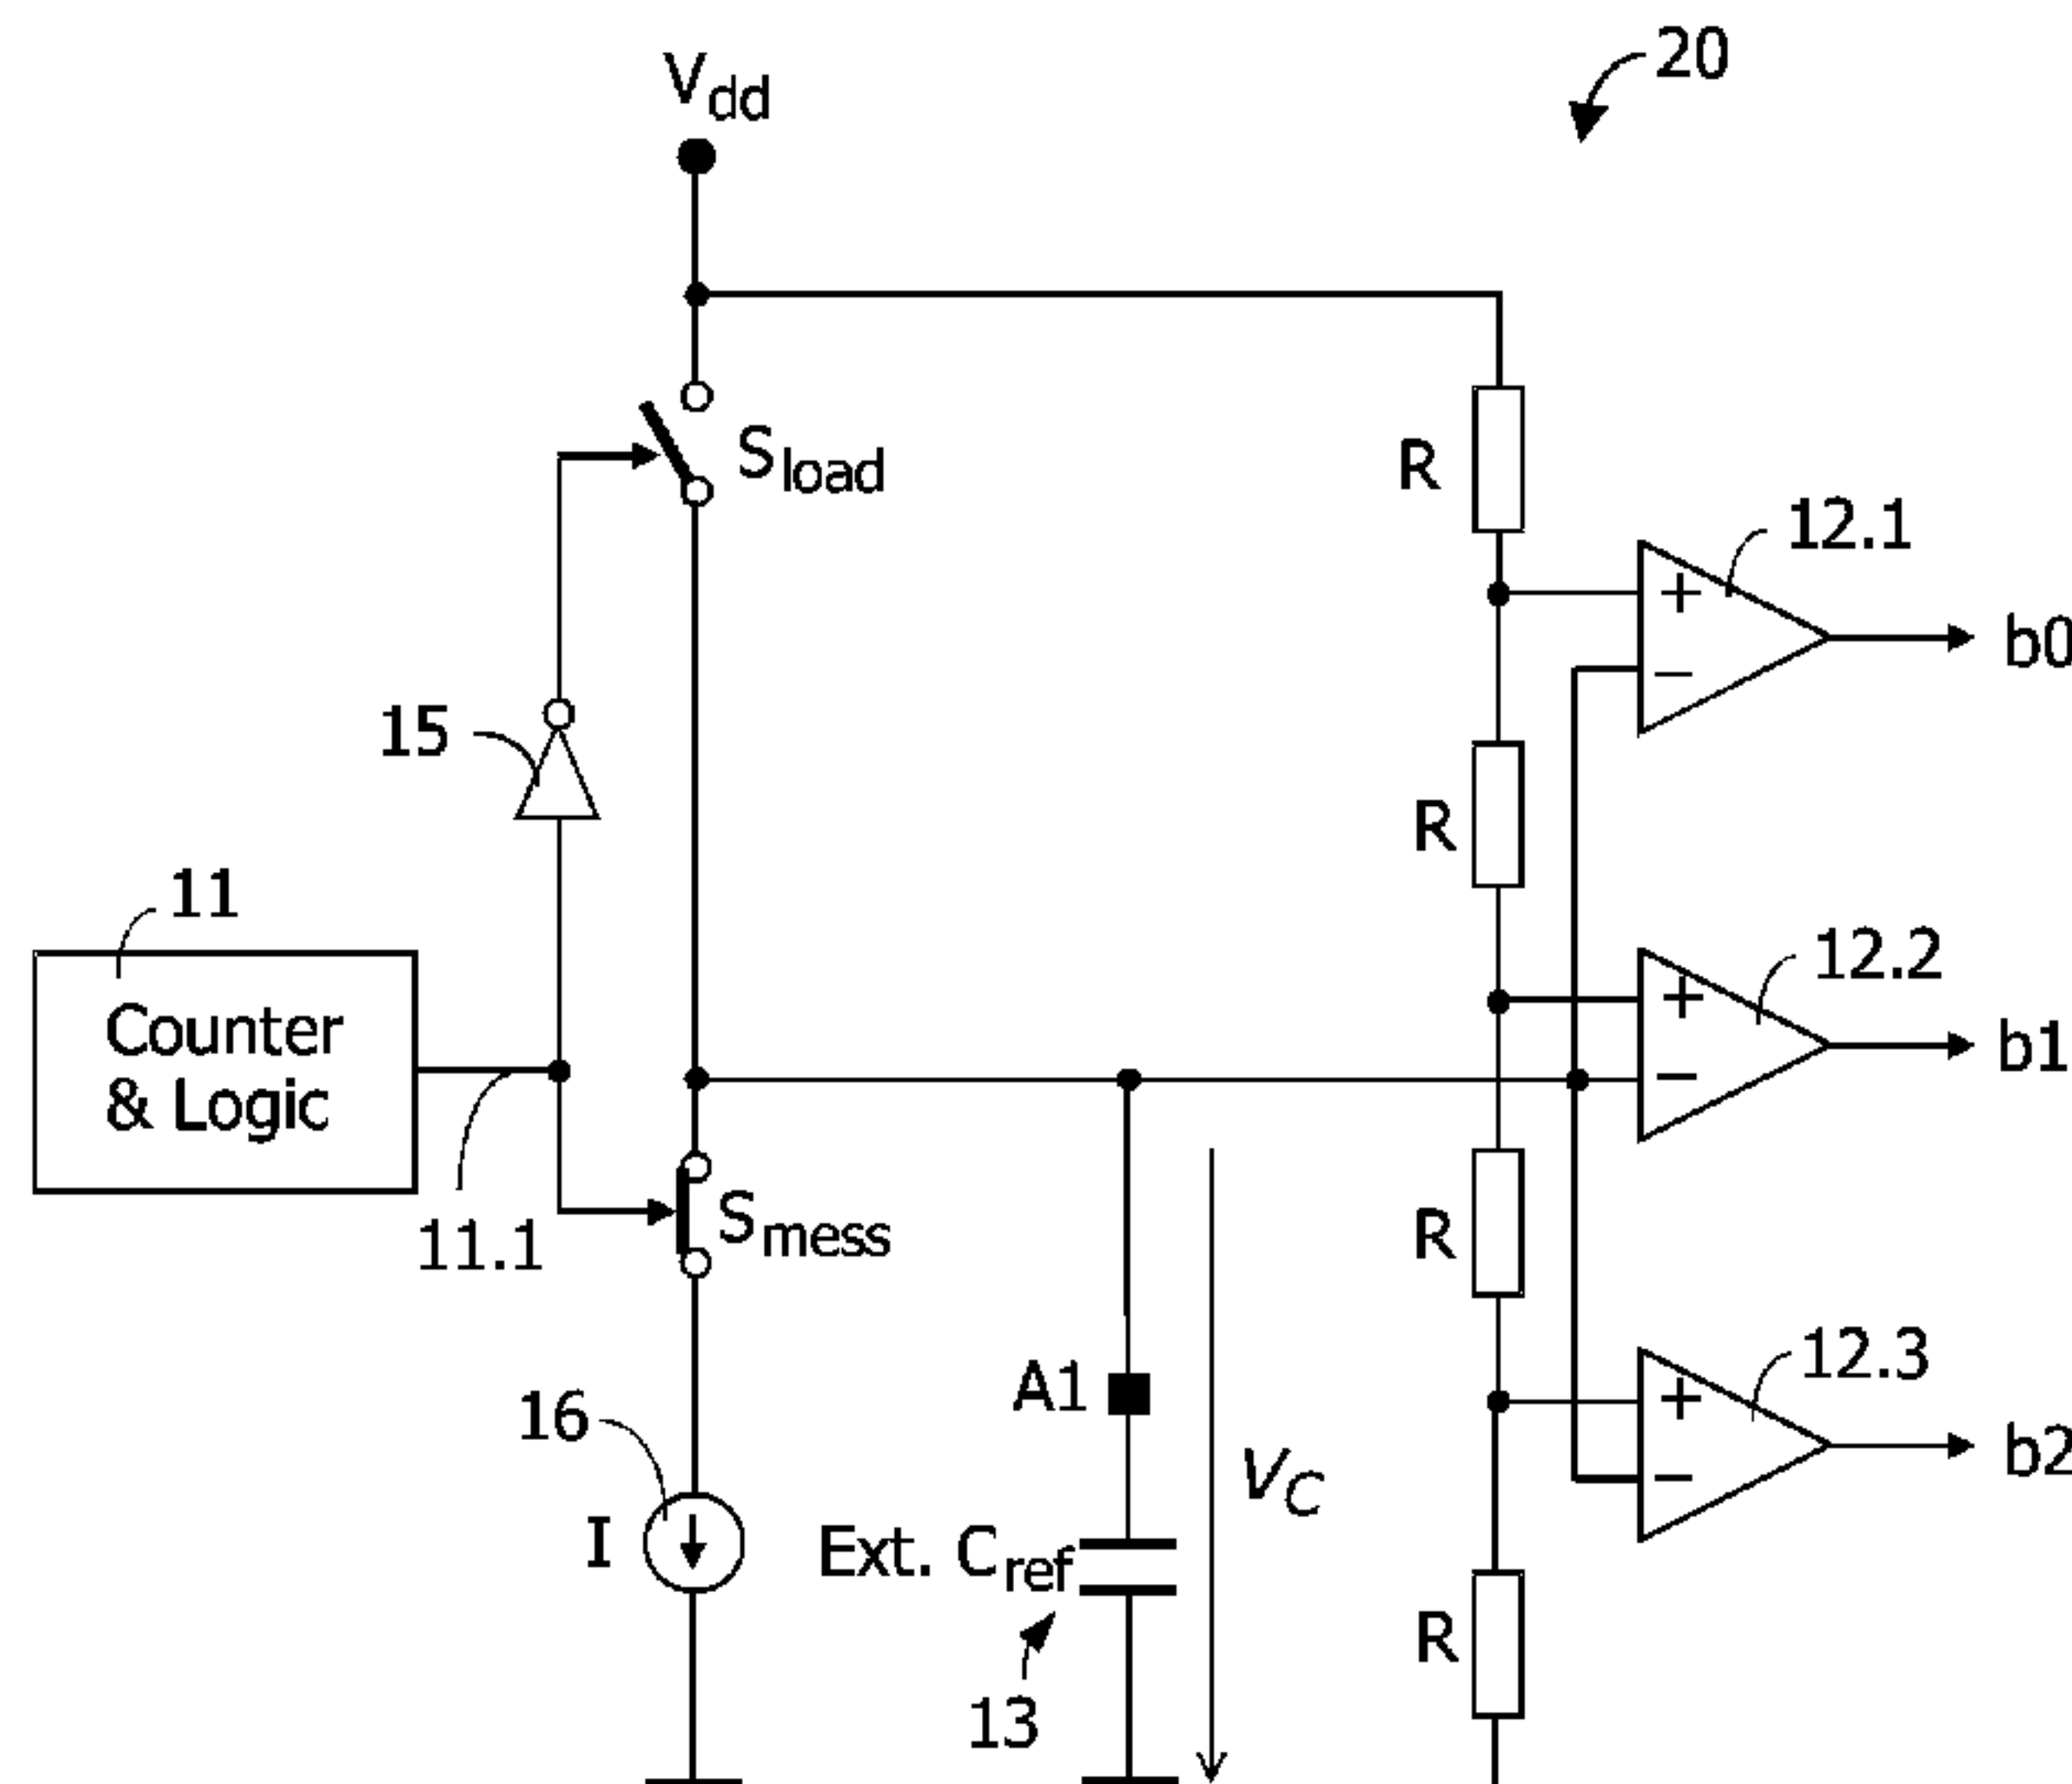 20
Vdd
Sload
R
12.1
b0
15
R
11
12.2
Counter
& Logic
b1
11.1
Smess
R
12.3
A1
16
b2
VC
I
Ext. Cref
R
13
+
−
+
−
+
−